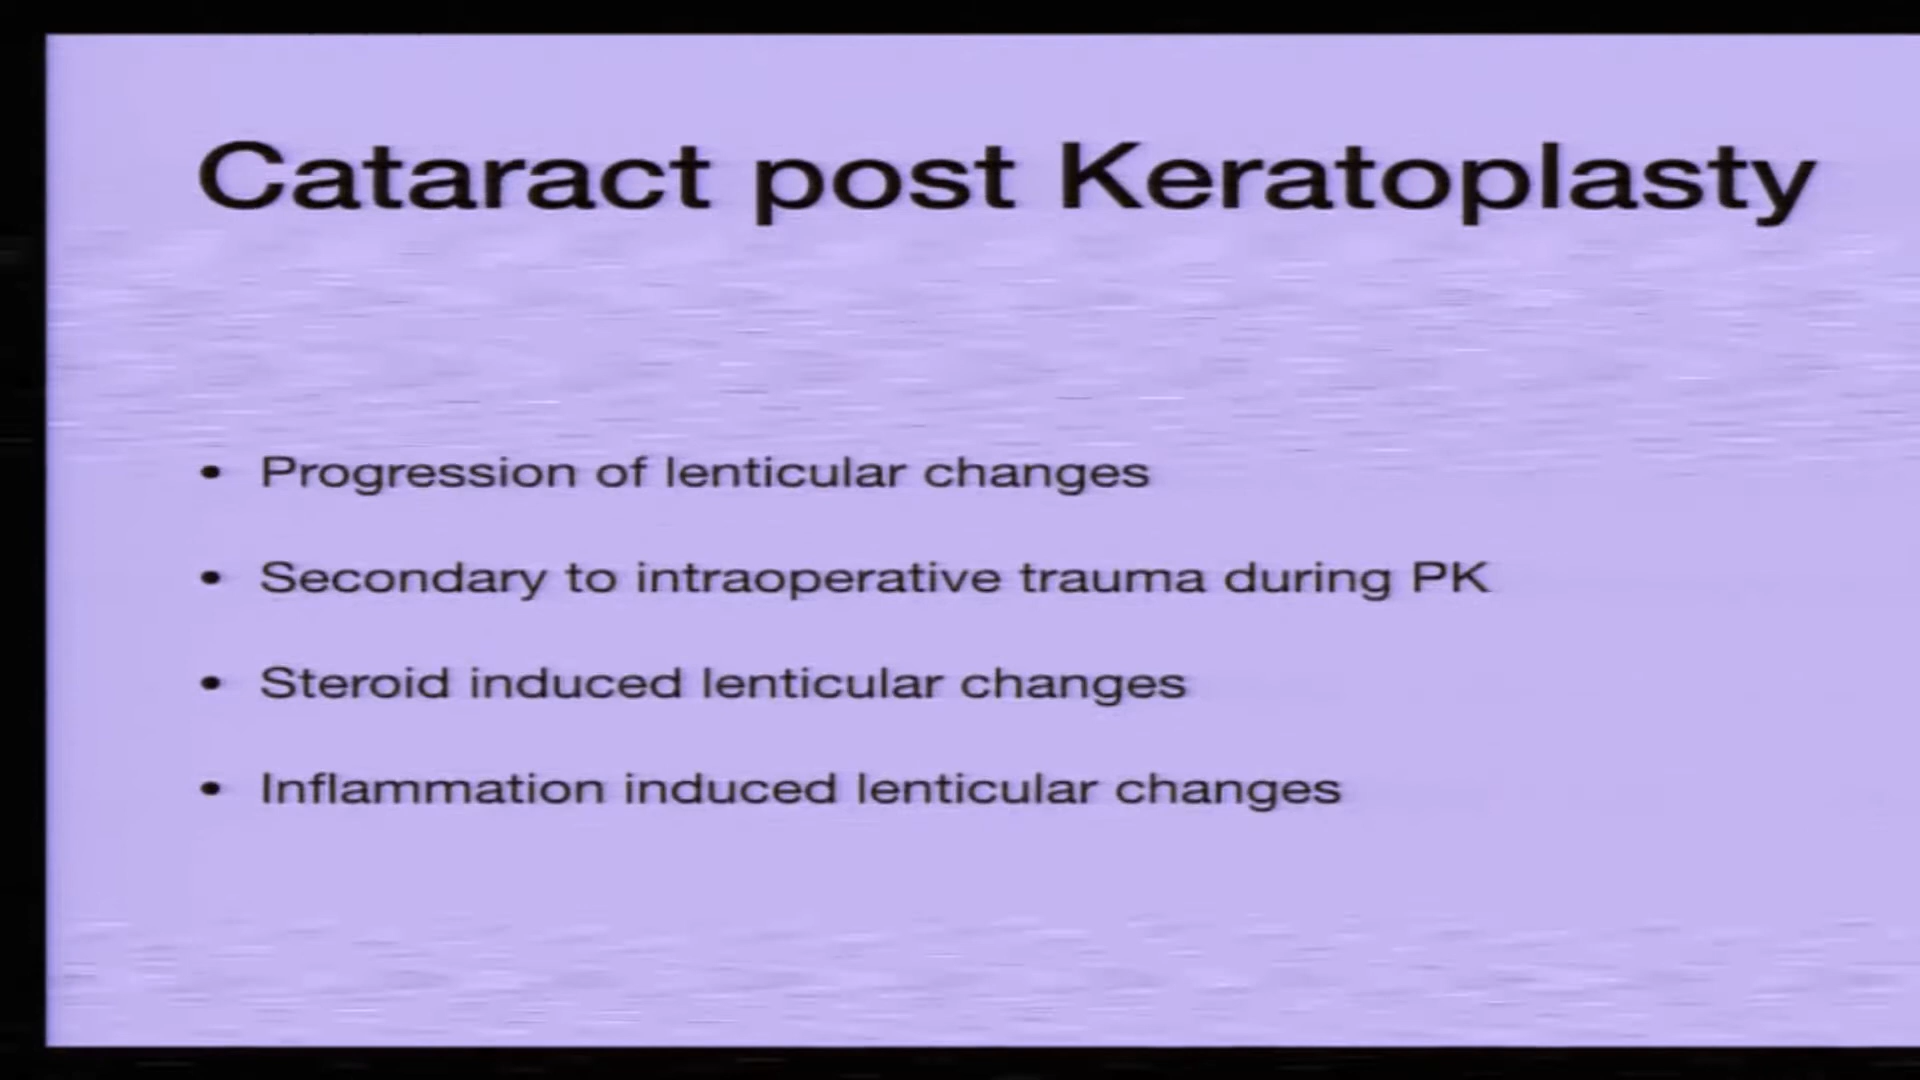 Cataract post Keratoplasty
• Progression of lenticular changes
• Secondary to intraoperative trauma during PK
• Steroid induced lenticular changes
• Inflammation induced lenticular changes